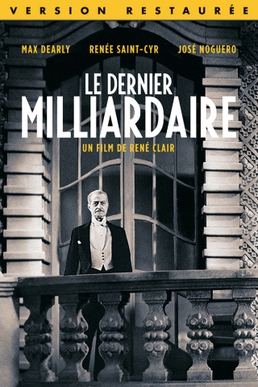 VERSION RESTAURÉE
MAX DEARLY RENÉE SAINT-CYR JOSÉ NOGUERO
LE DERNIER
MILLIARDAIRE
UN FILM DE RENÉ CLAIR